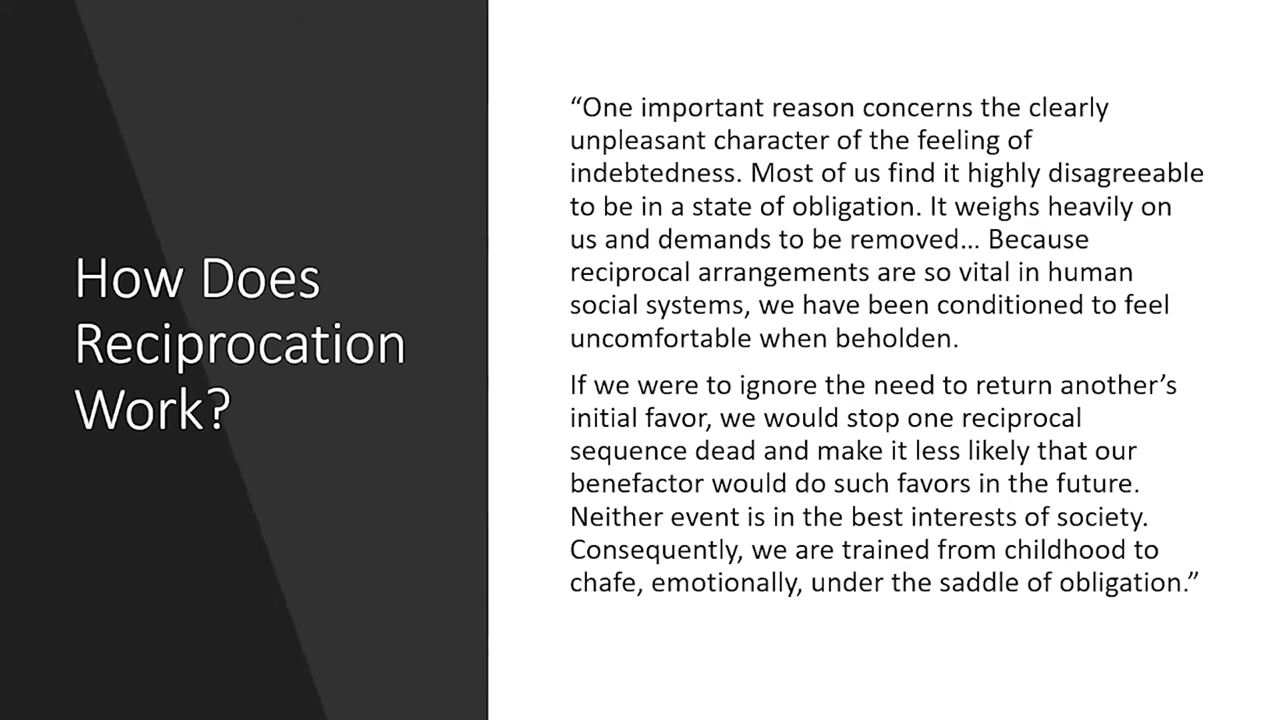 How Does
Reciprocation
Work?
“One important reason concerns the clearly
unpleasant character of the feeling of
indebtedness. Most of us find it highly disagreeable
to be in a state of obligation. It weighs heavily on
us and demands to be removed… Because
reciprocal arrangements are so vital in human
social systems, we have been conditioned to feel
uncomfortable when beholden.
If we were to ignore the need to return another’s
initial favor, we would stop one reciprocal
sequence dead and make it less likely that our
benefactor would do such favors in the future.
Neither event is in the best interests of society.
Consequently, we are trained from childhood to
chafe, emotionally, under the saddle of obligation.”